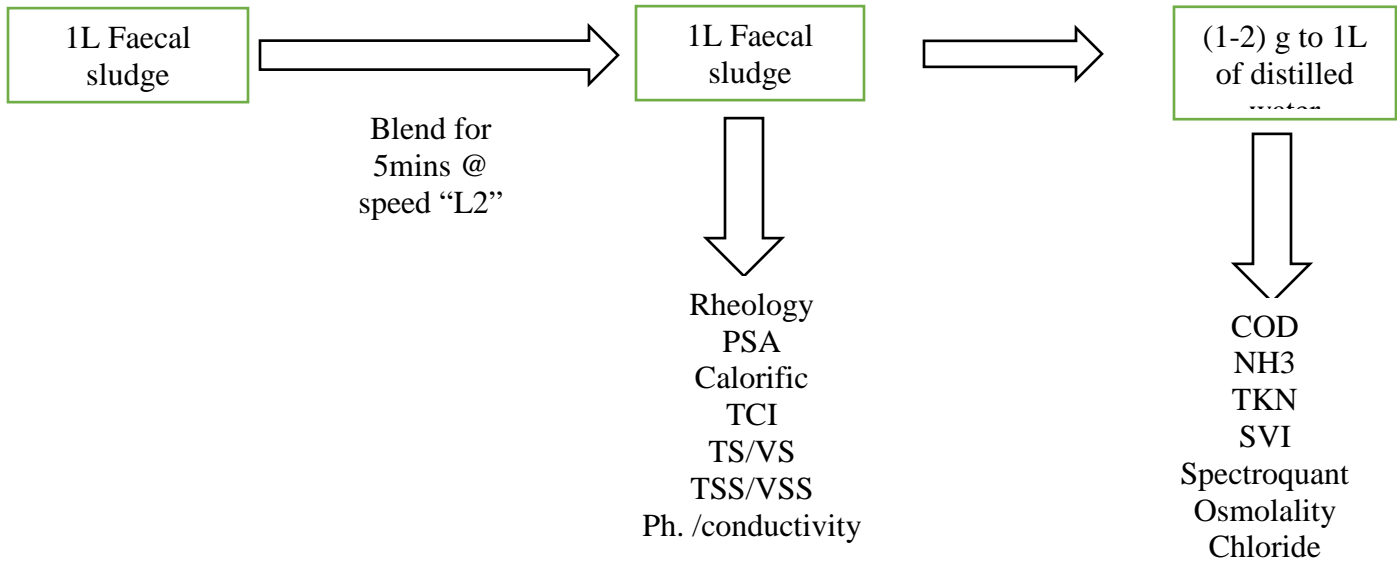 1L Faecal
sludge
Blend for
5mins @
speed “L2”
1L Faecal
sludge
(1-2) g to 1L
of distilled
Rheology
PSA
Calorific
TCI
TS/VS
TSS/VSS
Ph. /conductivity
COD
NH3
TKN
SVI
Spectroquant
Osmolality
Chloride